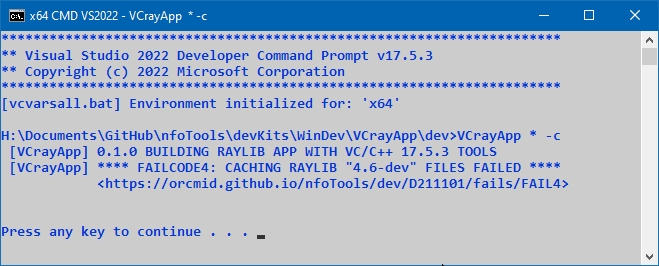 x64 CMD VS2022 - VCrayApp * -c
**********************************************************************
** Visual Studio 2022 Developer Command Prompt v17.5.3
** Copyright (c) 2022 Microsoft Corporation
**********************************************************************
[vcvarsall.bat] Environment initialized for: 'x64'
H:\Documents\GitHub\nfoTools\devKits\WinDev\VCrayApp\dev>VCrayApp * -c
[VCrayApp] 0.1.0 BUILDING RAYLIB APP WITH VC/C++ 17.5.3 TOOLS
[VCrayApp] **** FAILCODE4: CACHING RAYLIB "4.6-dev" FILES FAILED ****
<https://orcmid.github.io/nfoTools/dev/D211101/fails/FAIL4>
Press any key to continue . . .